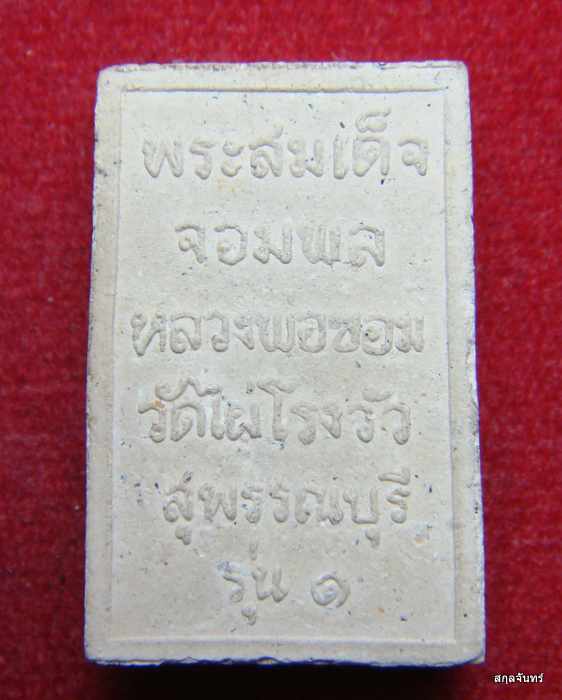 พระสมเด็จ
จอมพล
หลวงพ่อขอม
วัดไผ่โรงวัว
สุพรรณบุรี
รุ่น ๑
สกุลจันทร์